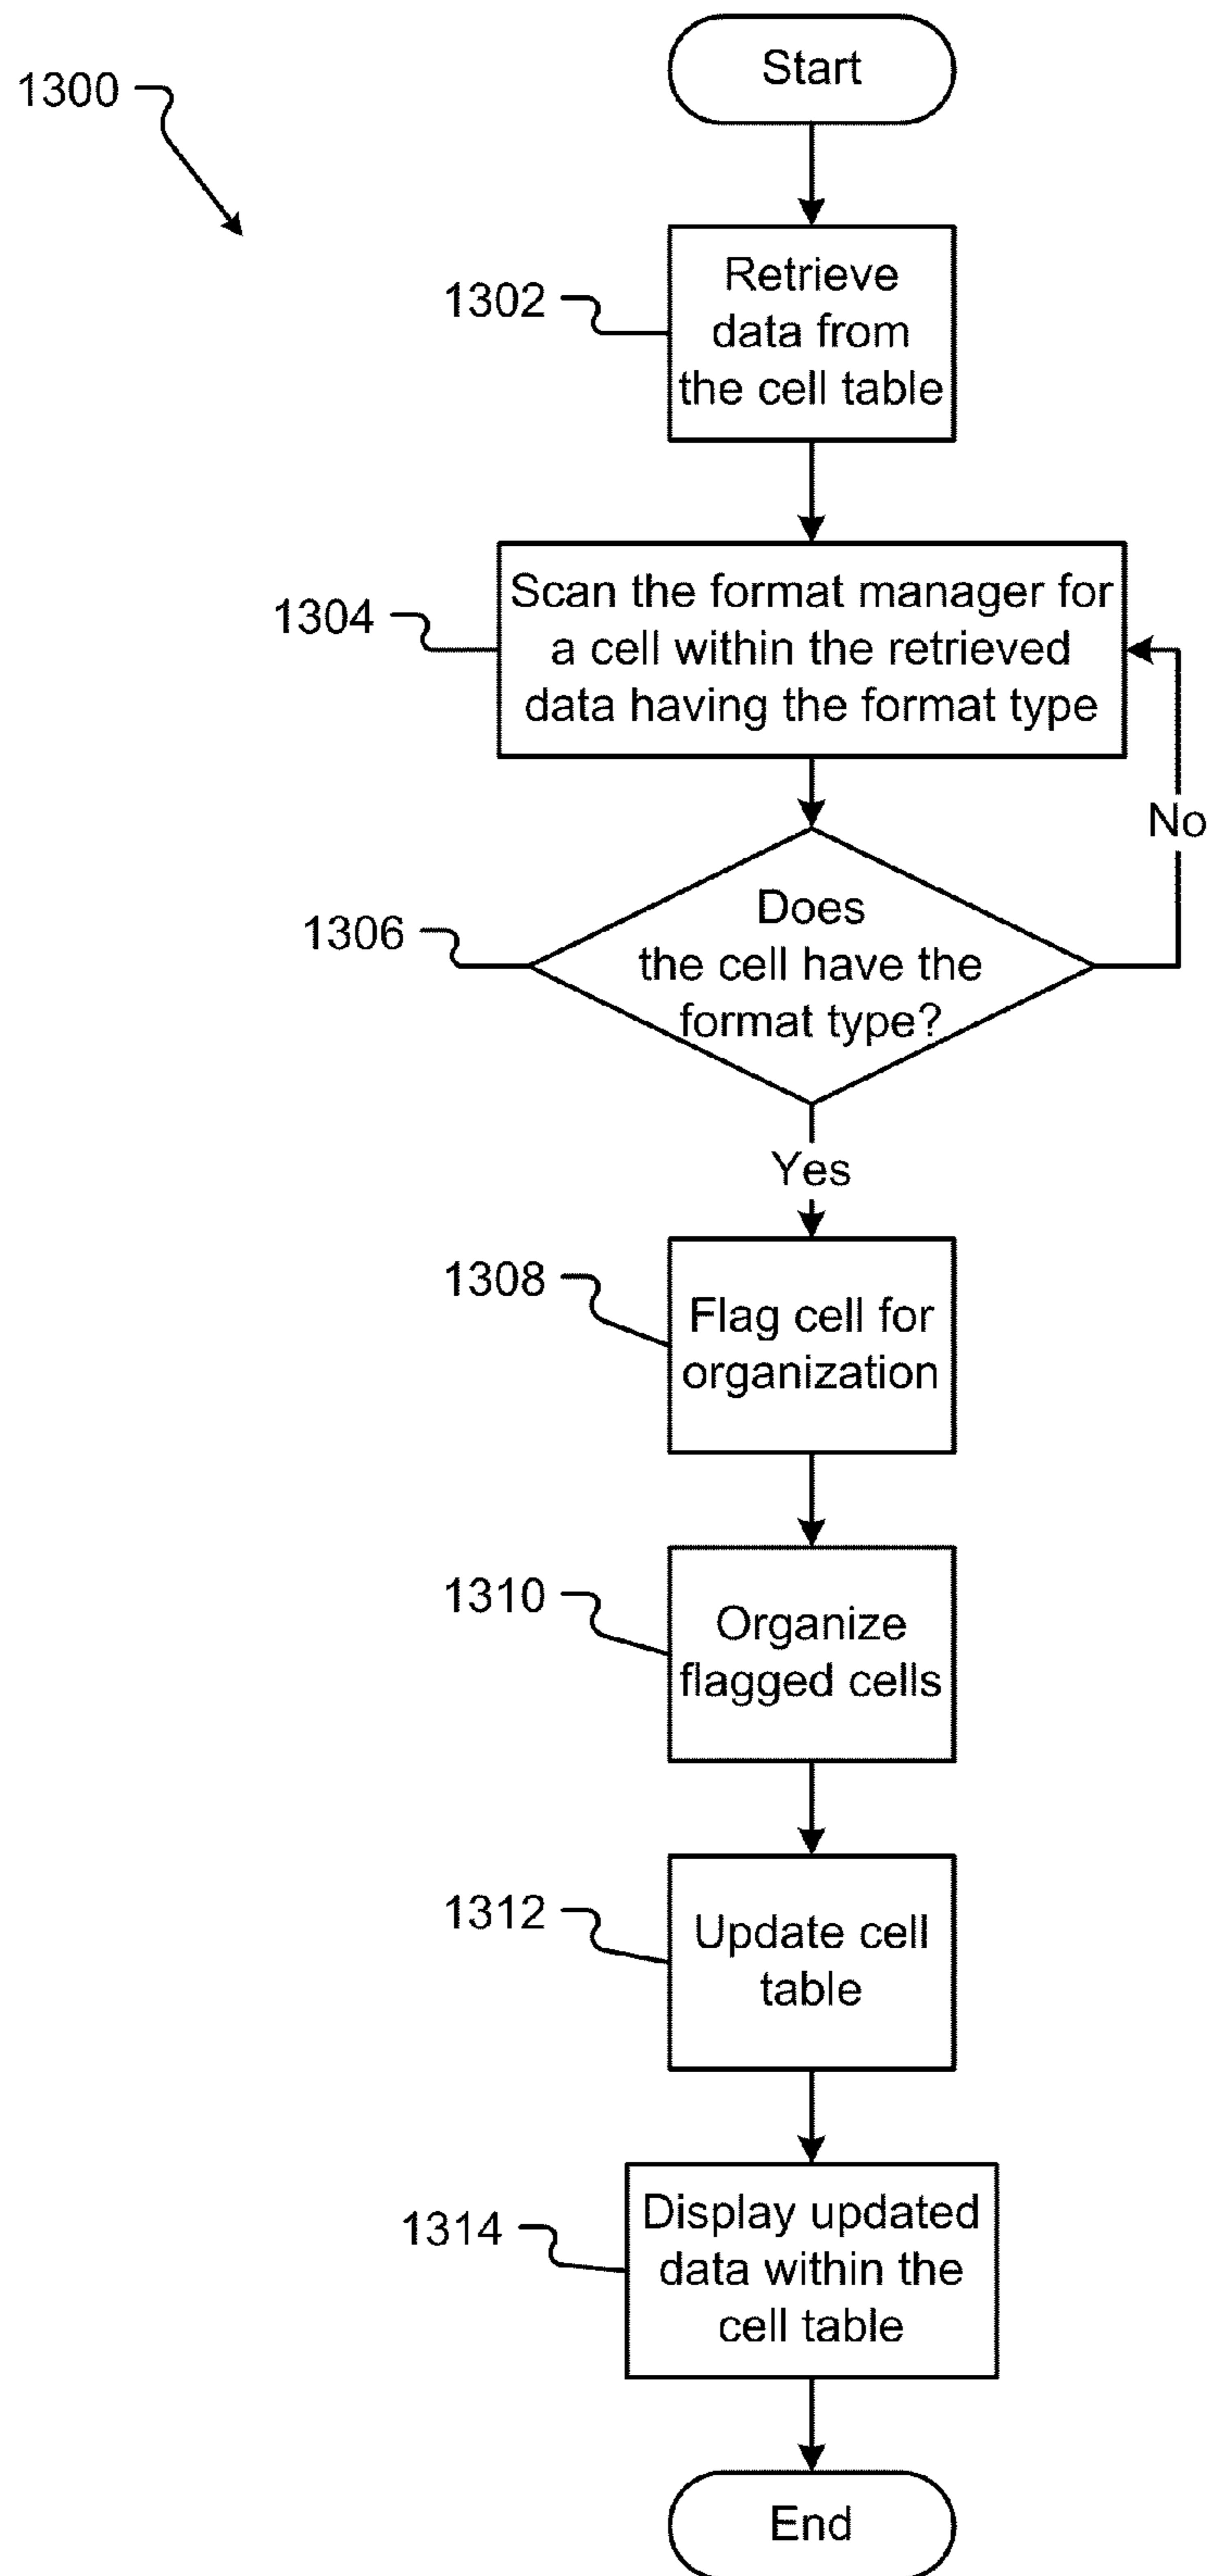 Start
1300
1302
Retrieve
data from
the cell table
1304
Scan the format manager for
a cell within the retrieved
data having the format type
No
1306
Does
the cell have the
format type?
Yes
1308
Flag cell for
organization
1310
Organize
flagged cells
1312
Update cell
table
1314
Display updated
data within the
cell table
End